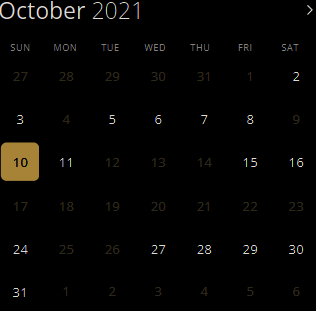 October 2021
SUN MON TUE WED THU FRI SAT
27 28 29 30 31 1 2
3 4 5 6 7 8 9
10 11 12 13 14 15 16
17 18 19 20 21 22 23
24 25 26 27 28 29 30
31 1 2 3 4 5 6